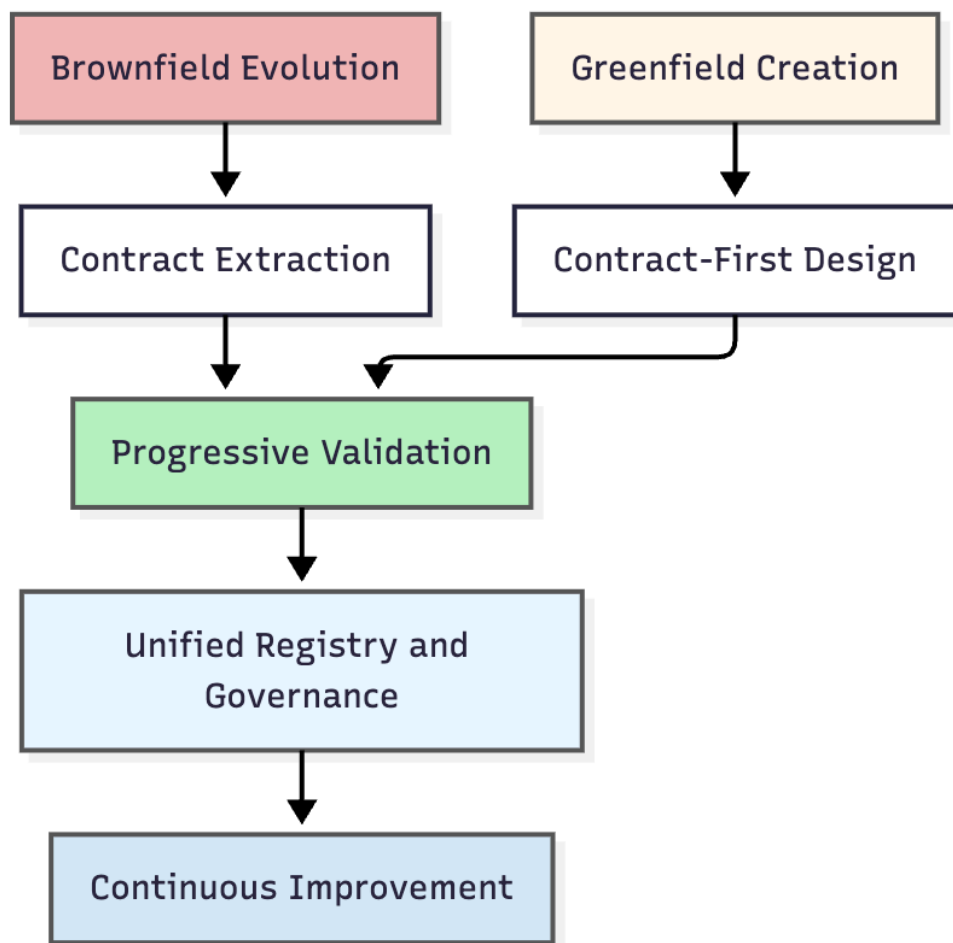 Brownfield Evolution
Greenfield Creation
Contract Extraction
Contract-First Design
Progressive Validation
Unified Registry and
Governance
Continuous Improvement